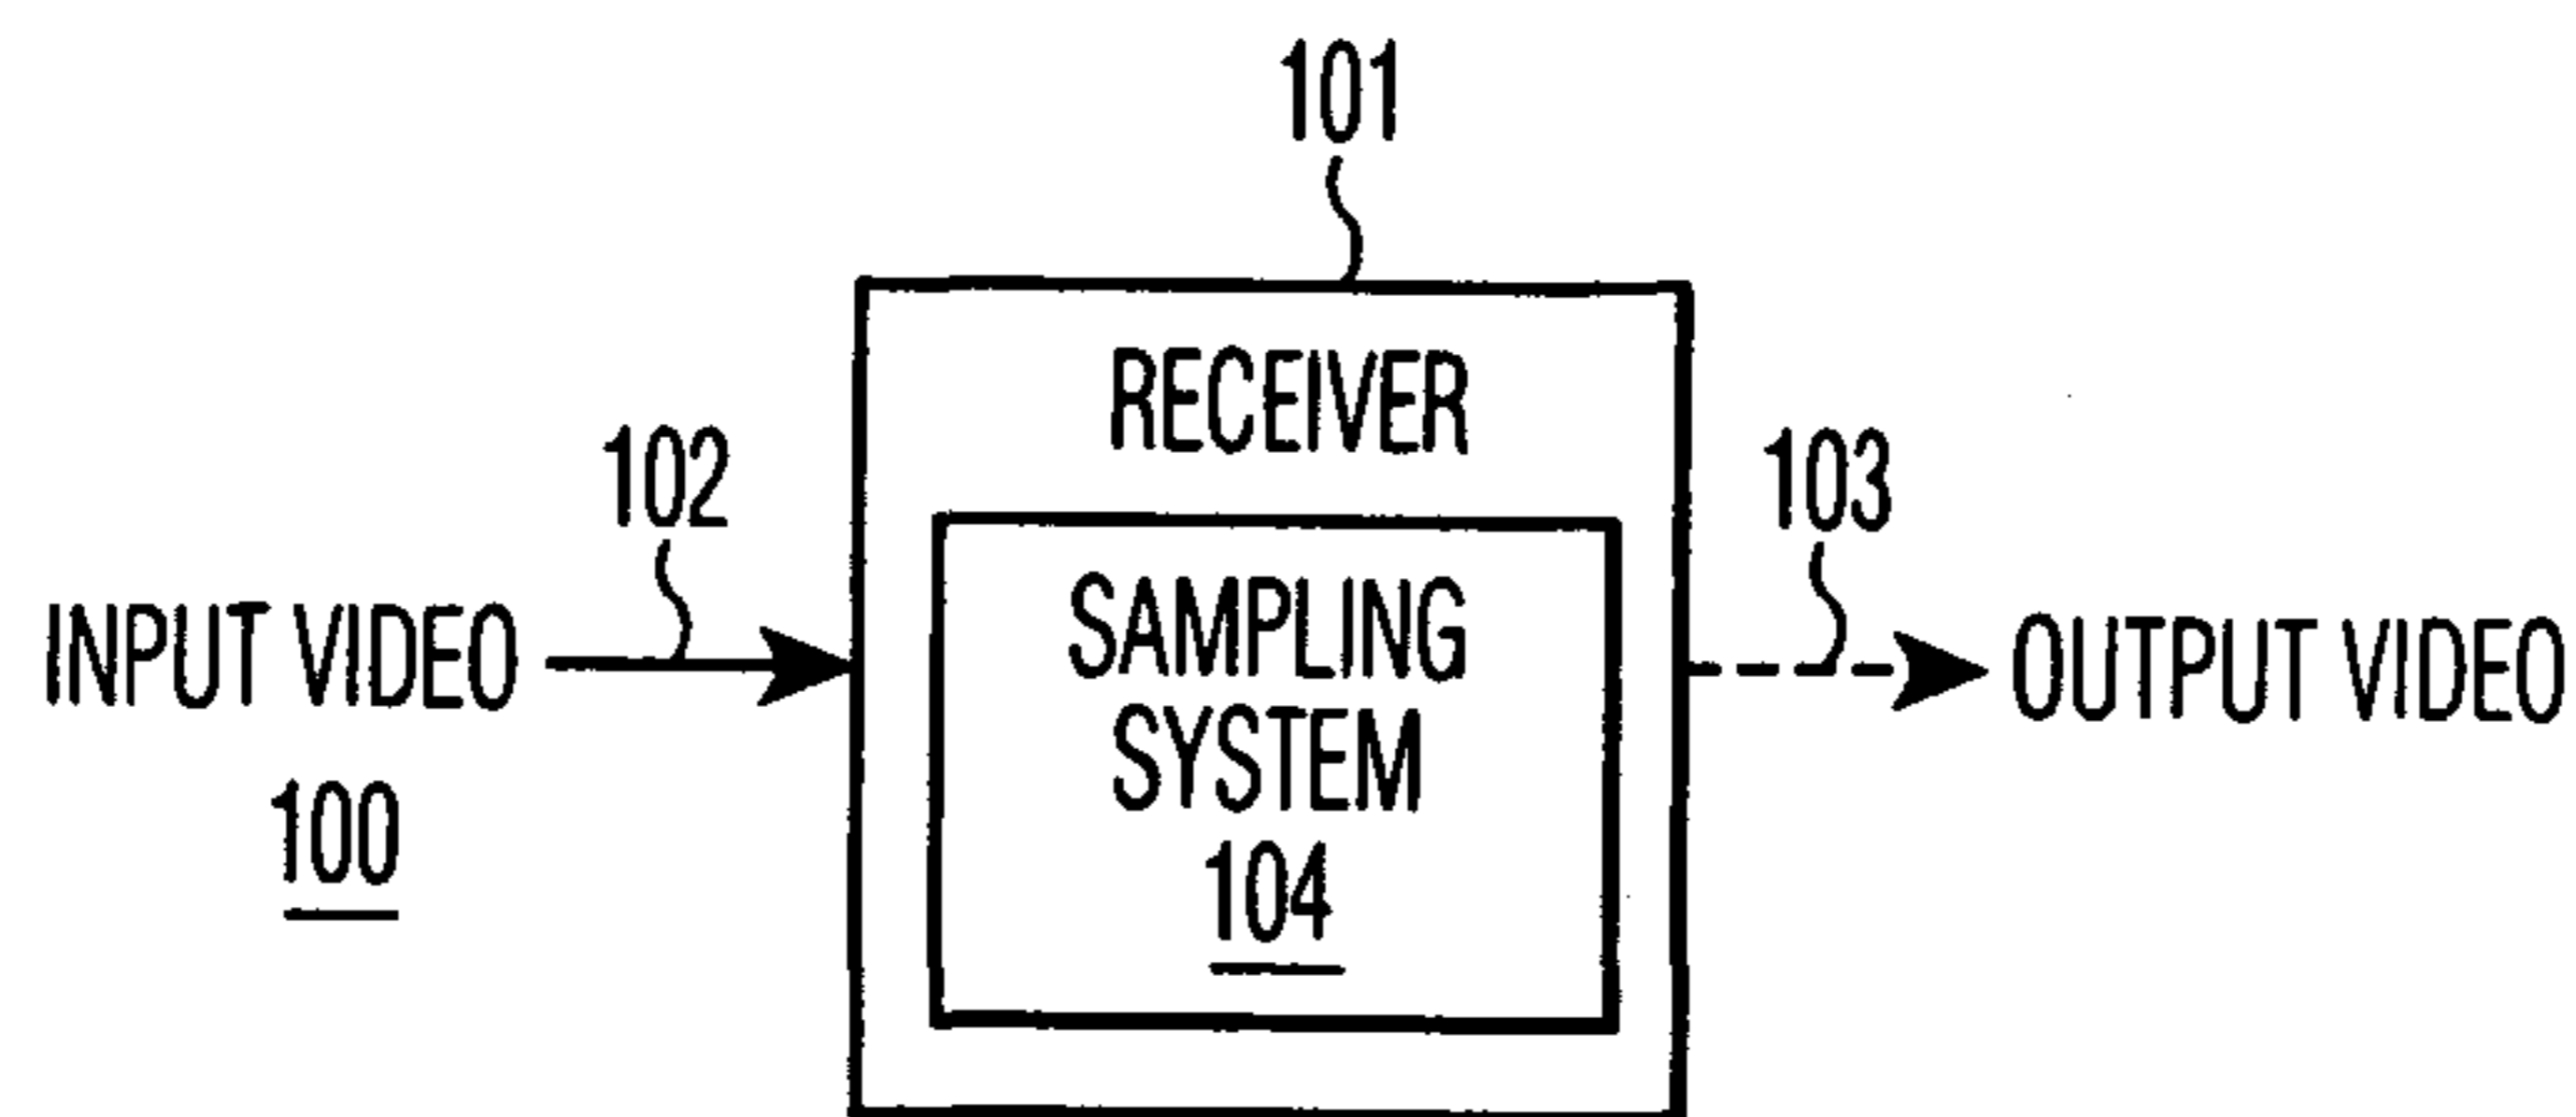 101
RECEIVER
102
103
SAMPLING
SYSTEM
104
INPUT VIDEO
100
OUTPUT VIDEO